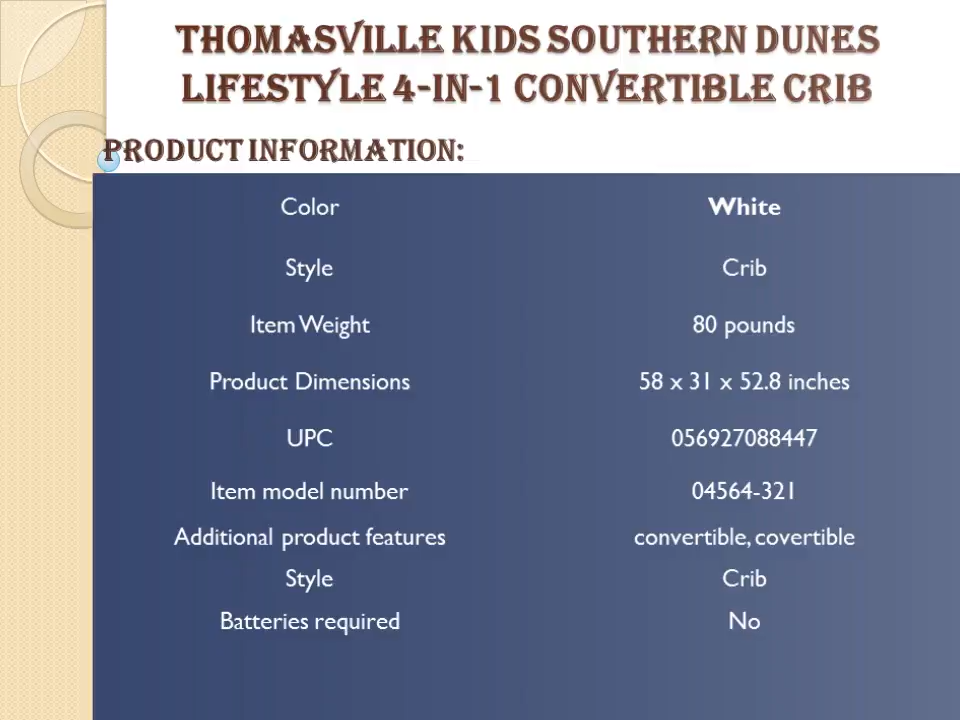 THOMASVILLE KIDS SOUTHERN DUNES
LIFESTYLE 4-IN-1 CONVERTIBLE CRIB
PRODUCT INFORMATION:
Color White
Style Crib
Item Weight 80 pounds
Product Dimensions 58 x 31 x 52.8 inches
UPC 056927088447
Item model number 04564-321
Additional product features convertible, covertible
Style Crib
Batteries required No